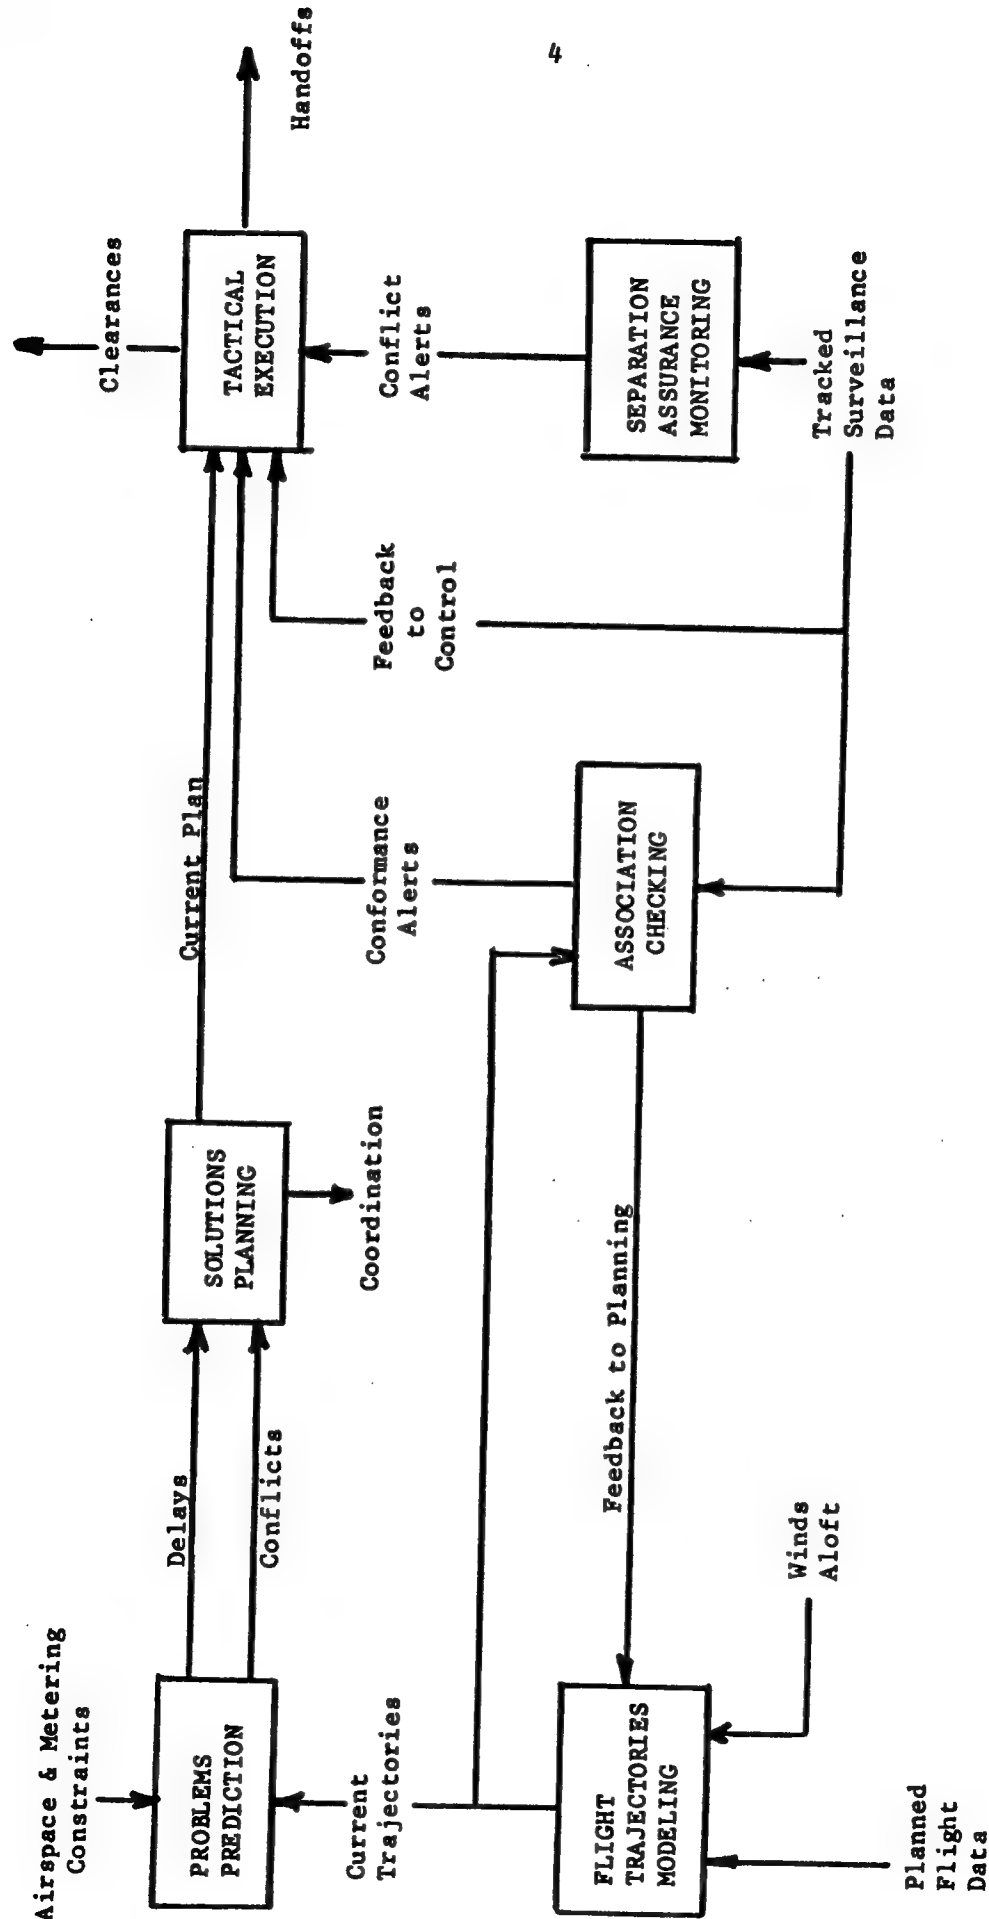 4
Airspace & Metering
Constraints
PROBLEMS
PREDICTION
Delays
Conflicts
SOLUTIONS
PLANNING
Coordination
Current Plan
Clearances
TACTICAL
EXECUTION
Handoffs
Current
Trajectories
Conformance
Alerts
Feedback
to
Control
Conflict
Alerts
FLIGHT
TRAJECTORIES
MODELING
Feedback to Planning
ASSOCIATION
CHECKING
SEPARATION
ASSURANCE
MONITORING
Planned
Flight
Data
Winds
Aloft
Tracked
Surveillance
Data